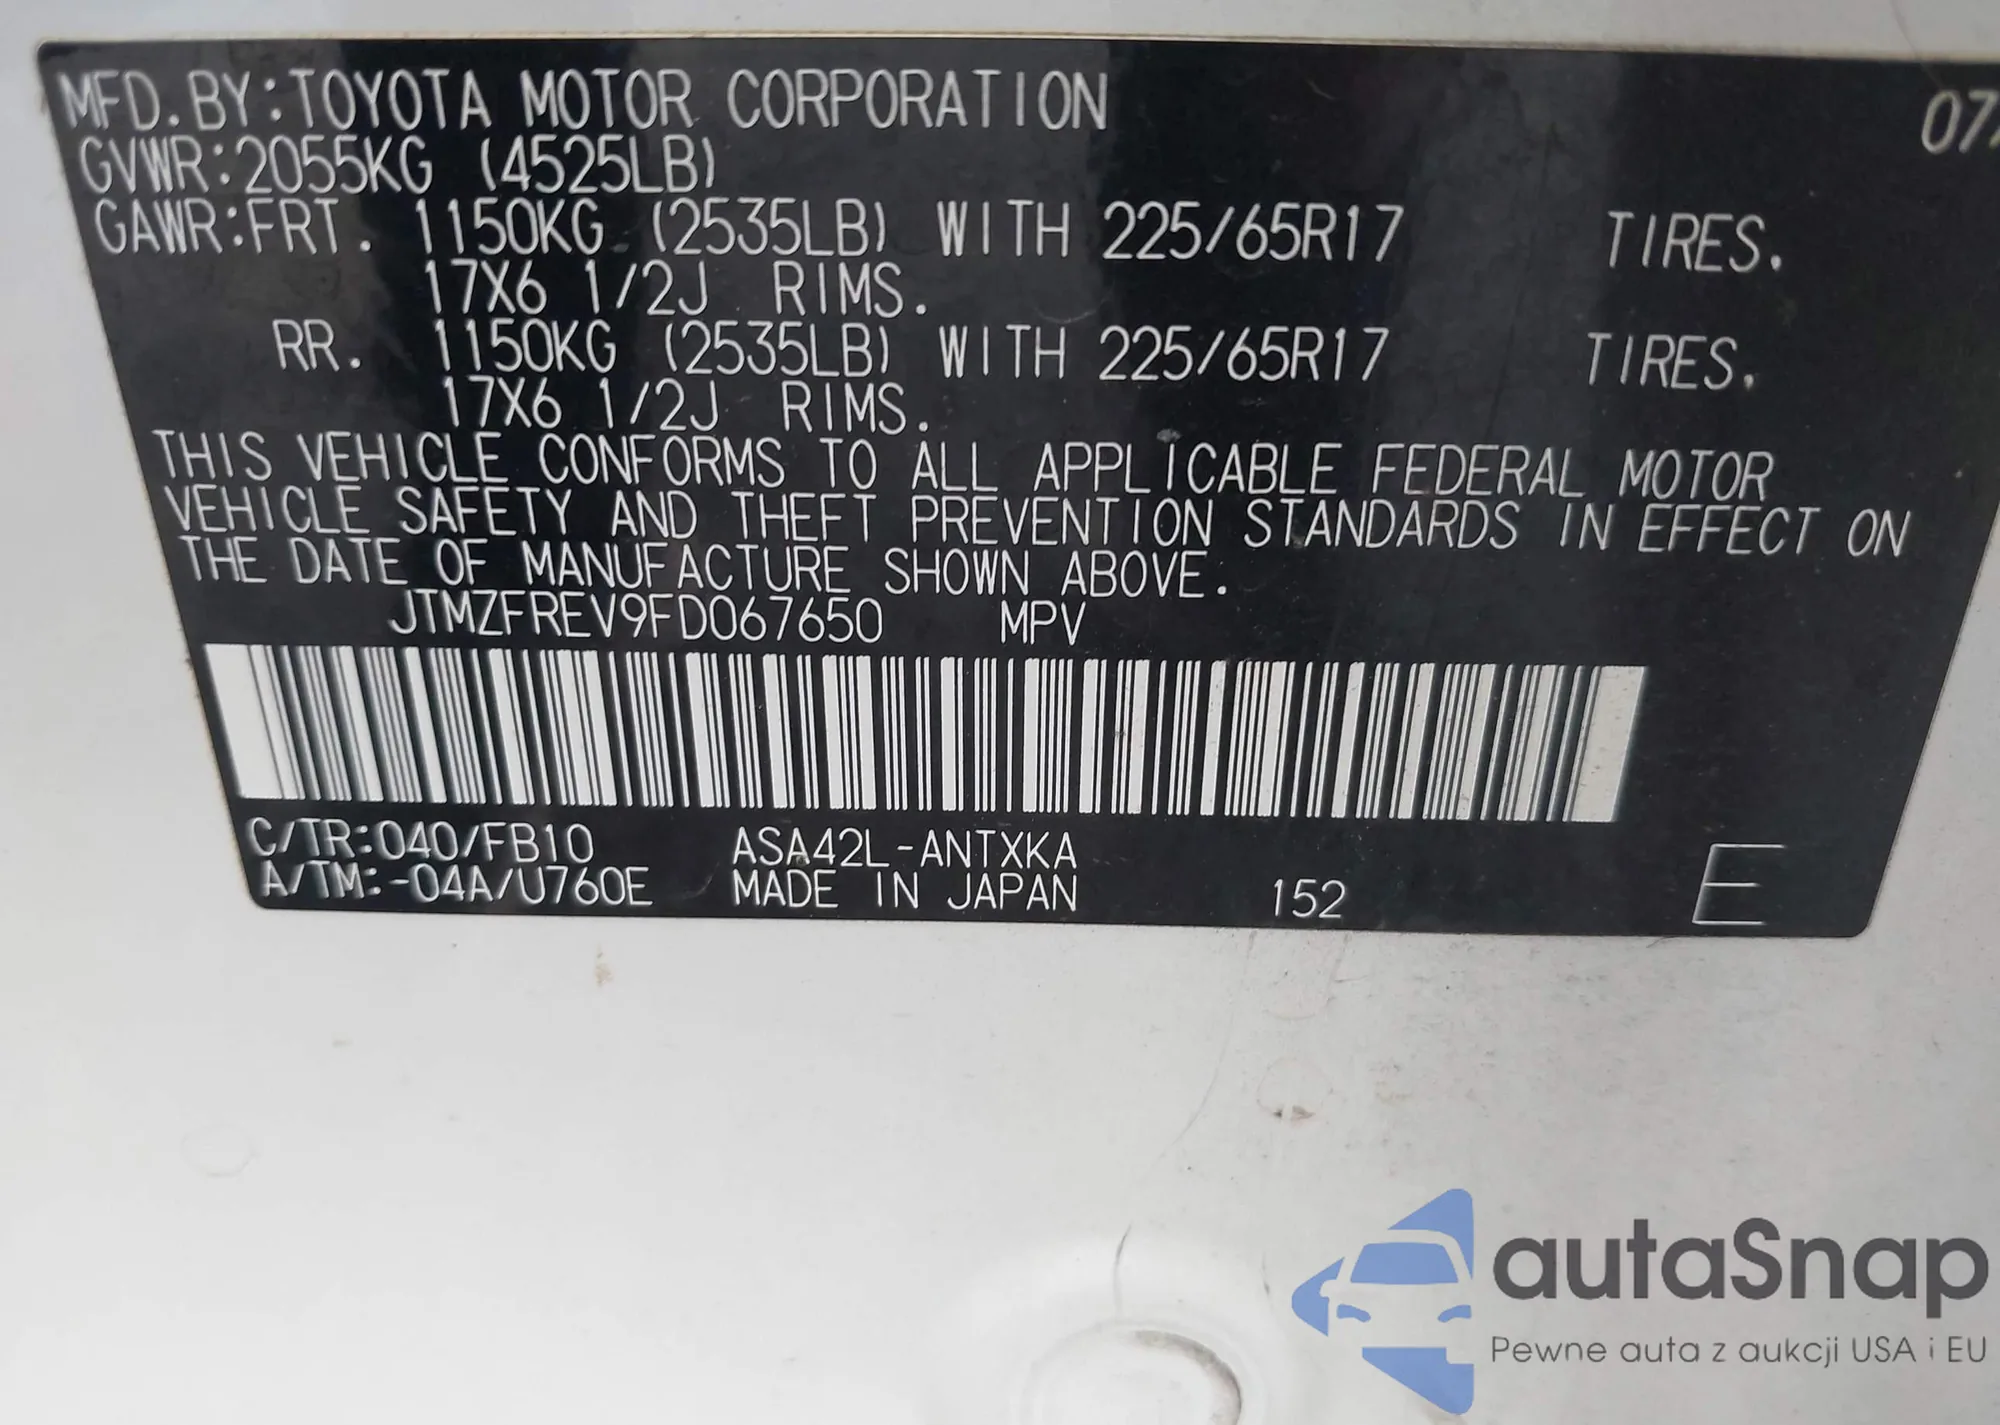 MFD.BY:TOYOTA MOTOR CORPORATION 07/
GVWR:2055KG (4525LB)
GAWR:FRT. 1150KG (2535LB) WITH 225/65R17 TIRES.
17X6 1/2J RIMS.
RR. 1150KG (2535LB) WITH 225/65R17 TIRES.
17X6 1/2J RIMS.
THIS VEHICLE CONFORMS TO ALL APPLICABLE FEDERAL MOTOR
VEHICLE SAFETY AND THEFT PREVENTION STANDARDS IN EFFECT ON
THE DATE OF MANUFACTURE SHOWN ABOVE.
JTMZFREV9FD067650 MPV
C/TR:040/FB10 ASA42L-ANTXKA
A/TM:-04A/U760E MADE IN JAPAN 152 E
autaSnap
Pewne auta z aukcji USA i EU